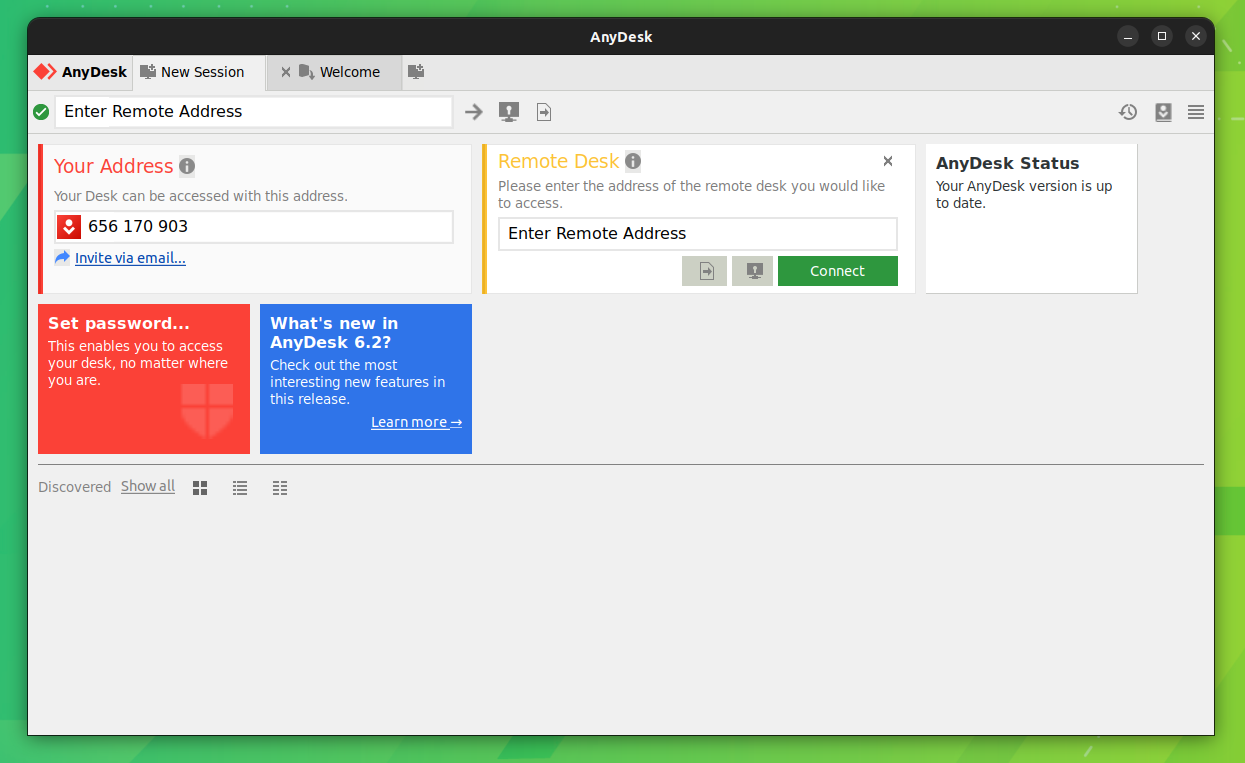 AnyDesk
AnyDesk
New Session
Welcome
Enter Remote Address
Your Address
Your Desk can be accessed with this address.
656 170 903
Invite via email...
Remote Desk
Please enter the address of the remote desk you would like
to access.
Enter Remote Address
Connect
AnyDesk Status
Your AnyDesk version is up
to date.
Set password...
This enables you to access
your desk, no matter where
you are.
What's new in
AnyDesk 6.2?
Check out the most
interesting new features in
this release.
Learn more →
Discovered
Show all